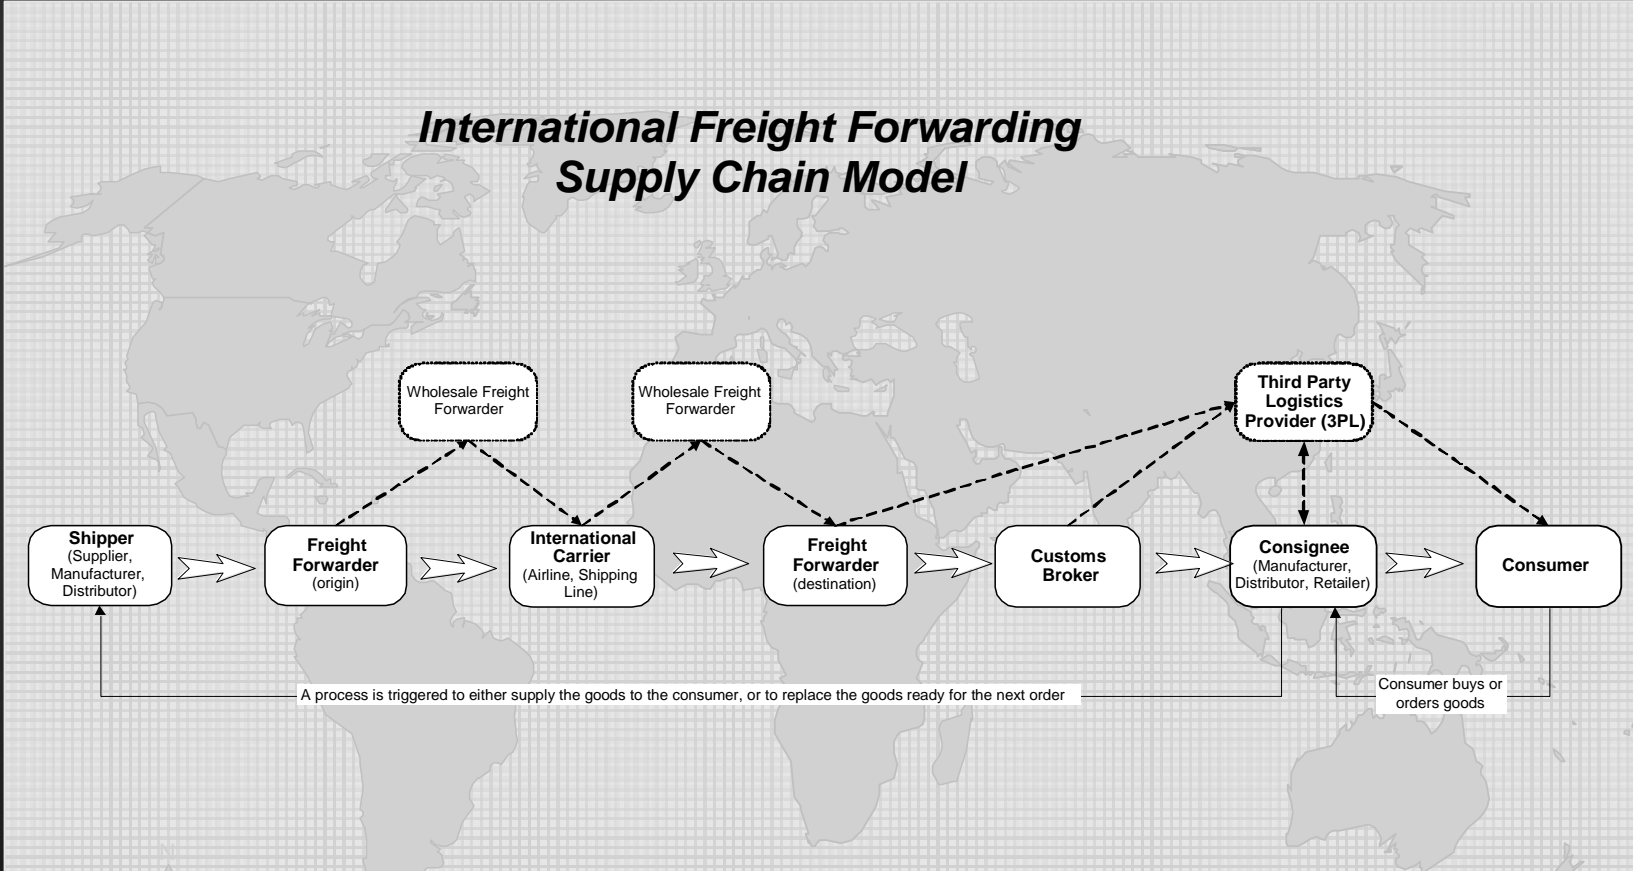 International Freight Forwarding
Supply Chain Model
Wholesale Freight
Forwarder
Wholesale Freight
Forwarder
Third Party
Logistics
Provider (3PL)
Shipper
(Supplier,
Manufacturer,
Distributor)
Freight
Forwarder
(origin)
International
Carrier
(Airline, Shipping
Line)
Freight
Forwarder
(destination)
Customs
Broker
Consignee
(Manufacturer,
Distributor, Retailer)
Consumer
A process is triggered to either supply the goods to the consumer, or to replace the goods ready for the next order
Consumer buys or
orders goods
N